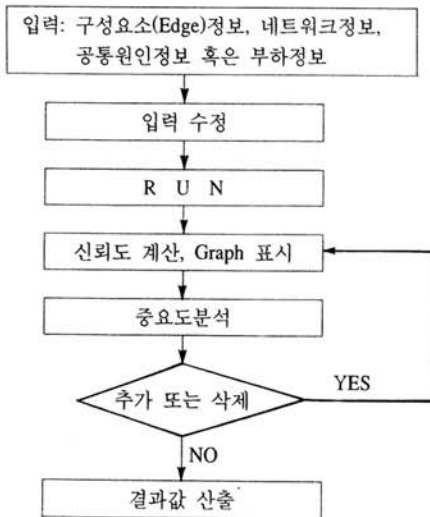 입력: 구성요소(Edge)정보, 네트워크정보,
공통원인정보 혹은 부하정보
입력 수정
R U N
신뢰도 계산, Graph 표시
중요도분석
추가 또는 삭제
YES
NO
결과값 산출